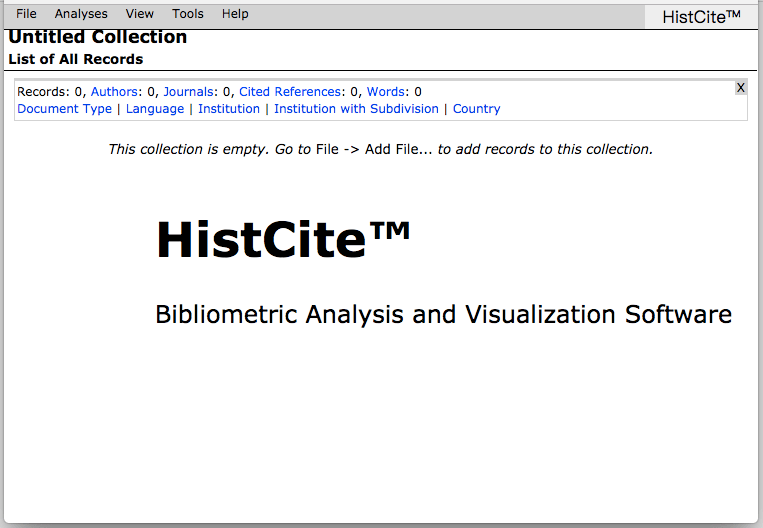 File Analyses View Tools Help HistCite™
Untitled Collection
List of All Records
Records: 0, Authors: 0, Journals: 0, Cited References: 0, Words: 0 X
Document Type | Language | Institution | Institution with Subdivision | Country
This collection is empty. Go to File -> Add File... to add records to this collection.
HistCite™
Bibliometric Analysis and Visualization Software